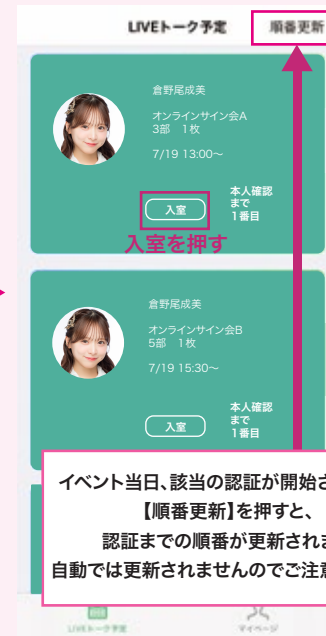 LIVEトーク予定 順番更新
倉野尾成美
オンラインサイン会A
3部 1枚
7/19 13:00〜
本人確認
まで
1番目
入室
入室を押す
倉野尾成美
オンラインサイン会B
5部 1枚
7/19 15:30〜
本人確認
まで
1番目
入室
イベント当日、該当の認証が開始さ
【順番更新】を押すと、
認証までの順番が更新されま
自動では更新されませんのでご注意
LIVEトーク予定 マイページ